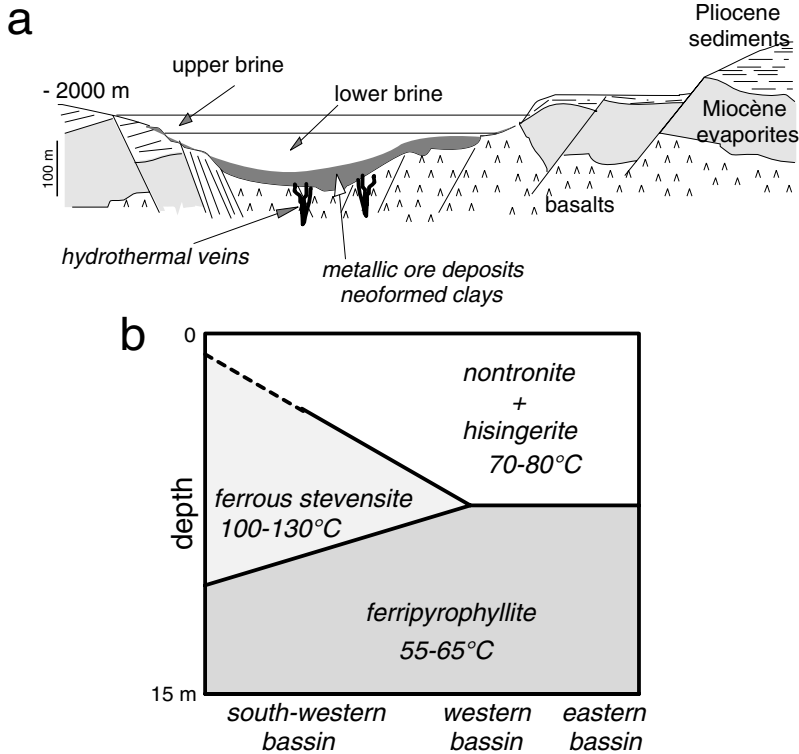 a
Pliocene
sediments
upper brine
- 2000 m
lower brine
Miocène
evaporites
100 m
basalts
hydrothermal veins
metallic ore deposits
neoformed clays
b
0
nontronite
+
hisingerite
70-80°C
ferrous stevensite
100-130°C
depth
ferripyrophyllite
55-65°C
15 m
south-western
bassin
western
bassin
eastern
bassin